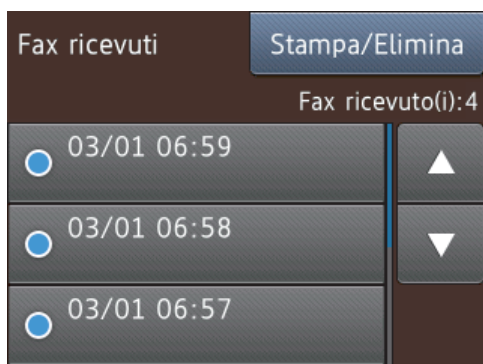 Fax ricevuti
Stampa/Elimina
Fax ricevuto(i):4
03/01 06:59
03/01 06:58
03/01 06:57